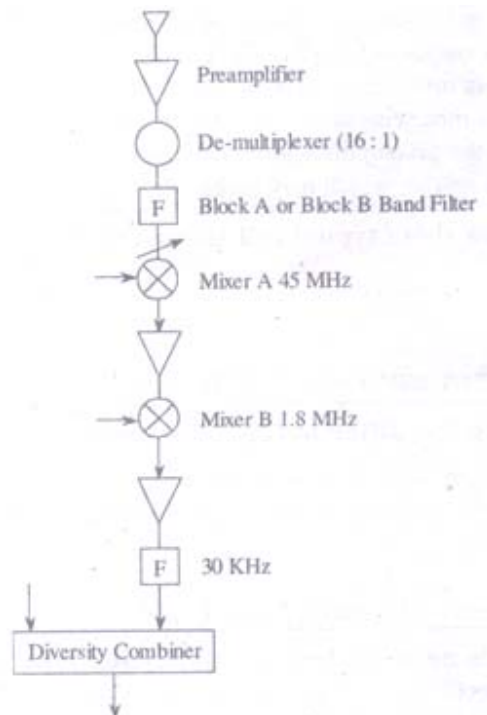 Preamplifier
De-multiplexer (16 : 1)
F
Block A or Block B Band Filter
Mixer A 45 MHz
Mixer B 1.8 MHz
F
30 KHz
Diversity Combiner